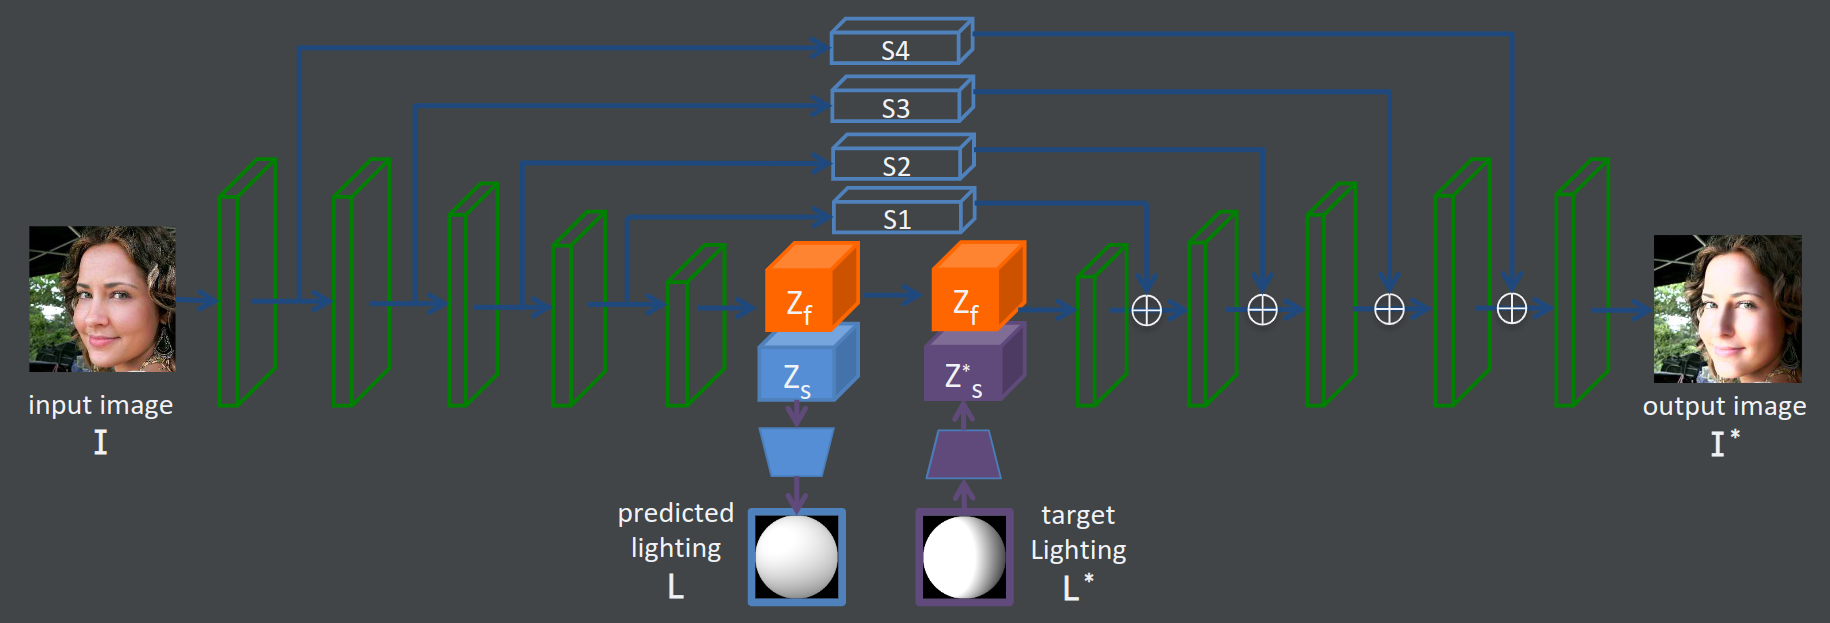 S4
S3
S2
S1
Zf
Zf
Zs
Z*s
input image
I
output image
I*
predicted
lighting
L
target
Lighting
L*